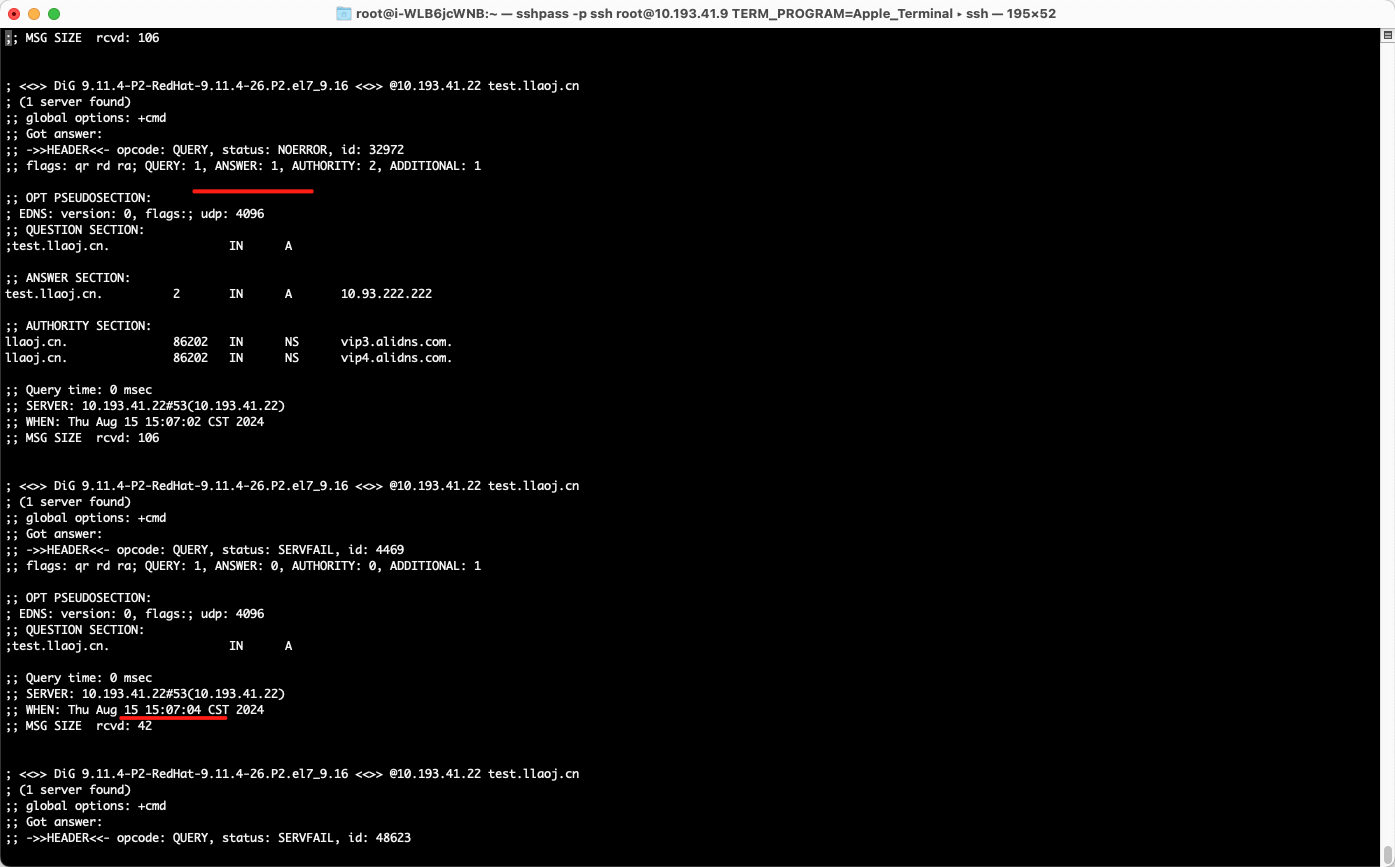 root@i-WLB6jcWNB:~ — sshpass -p ssh root@10.193.41.9 TERM_PROGRAM=Apple_Terminal ▸ ssh — 195×52
;; MSG SIZE  rcvd: 106
; <<>> DiG 9.11.4-P2-RedHat-9.11.4-26.P2.el7_9.16 <<>> @10.193.41.22 test.llaoj.cn
; (1 server found)
;; global options: +cmd
;; Got answer:
;; ->>HEADER<<- opcode: QUERY, status: NOERROR, id: 32972
;; flags: qr rd ra; QUERY: 1, ANSWER: 1, AUTHORITY: 2, ADDITIONAL: 1
;; OPT PSEUDOSECTION:
; EDNS: version: 0, flags:; udp: 4096
;; QUESTION SECTION:
;test.llaoj.cn. IN A
;; ANSWER SECTION:
test.llaoj.cn. 2 IN A 10.93.222.222
;; AUTHORITY SECTION:
llaoj.cn. 86202 IN NS vip3.alidns.com.
llaoj.cn. 86202 IN NS vip4.alidns.com.
;; Query time: 0 msec
;; SERVER: 10.193.41.22#53(10.193.41.22)
;; WHEN: Thu Aug 15 15:07:02 CST 2024
;; MSG SIZE  rcvd: 106
; <<>> DiG 9.11.4-P2-RedHat-9.11.4-26.P2.el7_9.16 <<>> @10.193.41.22 test.llaoj.cn
; (1 server found)
;; global options: +cmd
;; Got answer:
;; ->>HEADER<<- opcode: QUERY, status: SERVFAIL, id: 4469
;; flags: qr rd ra; QUERY: 1, ANSWER: 0, AUTHORITY: 0, ADDITIONAL: 1
;; OPT PSEUDOSECTION:
; EDNS: version: 0, flags:; udp: 4096
;; QUESTION SECTION:
;test.llaoj.cn. IN A
;; Query time: 0 msec
;; SERVER: 10.193.41.22#53(10.193.41.22)
;; WHEN: Thu Aug 15 15:07:04 CST 2024
;; MSG SIZE  rcvd: 42
; <<>> DiG 9.11.4-P2-RedHat-9.11.4-26.P2.el7_9.16 <<>> @10.193.41.22 test.llaoj.cn
; (1 server found)
;; global options: +cmd
;; Got answer:
;; ->>HEADER<<- opcode: QUERY, status: SERVFAIL, id: 48623